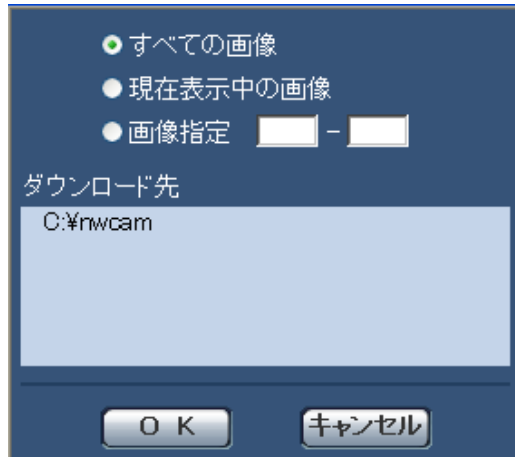 すべての画像
現在表示中の画像
画像指定 －
ダウンロード先
C:¥nwcam
ＯＫ キャンセル